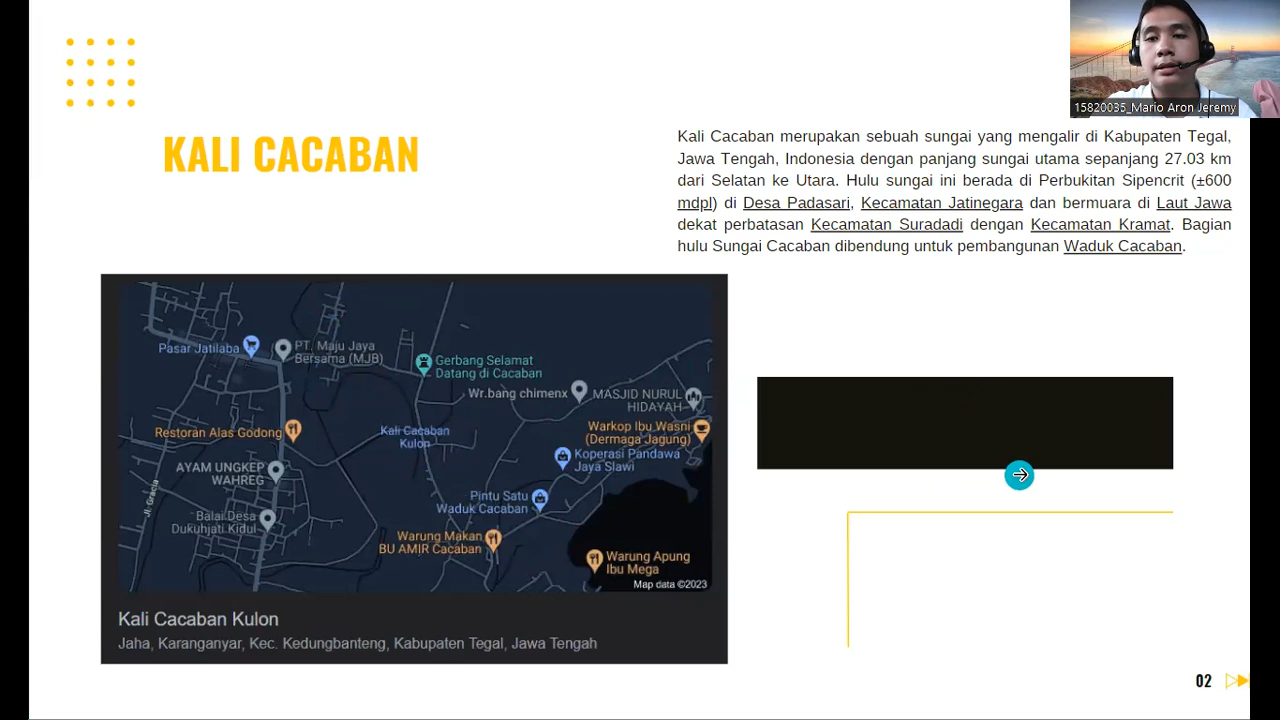 15820035_Mario Aron Jeremy
KALI CACABAN
Kali Cacaban merupakan sebuah sungai yang mengalir di Kabupaten Tegal,
Jawa Tengah, Indonesia dengan panjang sungai utama sepanjang 27.03 km
dari Selatan ke Utara. Hulu sungai ini berada di Perbukitan Sipencrit (±600
mdpl) di Desa Padasari, Kecamatan Jatinegara dan bermuara di Laut Jawa
dekat perbatasan Kecamatan Suradadi dengan Kecamatan Kramat. Bagian
hulu Sungai Cacaban dibendung untuk pembangunan Waduk Cacaban.
Pasar Jatilaba
PT. Maju Jaya
Bersama (MJB)
Gerbang Selamat
Datang di Cacaban
Wr.bang chimenx
MASJID NURUL
HIDAYAH
Restoran Alas Godong
Kali Cacaban
Kulon
Warkop Ibu Wasni
(Dermaga Jagung)
Koperasi Pandawa
Jaya Slawi
AYAM UNGKEP
WAHREG
Jl. Gracia
Pintu Satu
Waduk Cacaban
Balai Desa
Dukuhjati Kidul
Warung Makan
BU AMIR Cacaban
Warung Apung
Ibu Mega
Map data ©2023
Kali Cacaban Kulon
Jaha, Karanganyar, Kec. Kedungbanteng, Kabupaten Tegal, Jawa Tengah
02